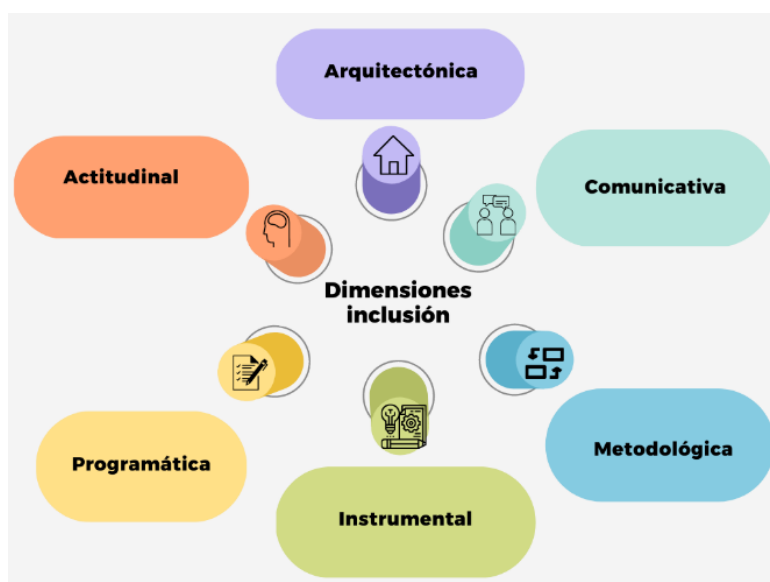 Arquitectónica
Actitudinal
Comunicativa
Dimensiones
inclusión
Programática
Metodológica
Instrumental